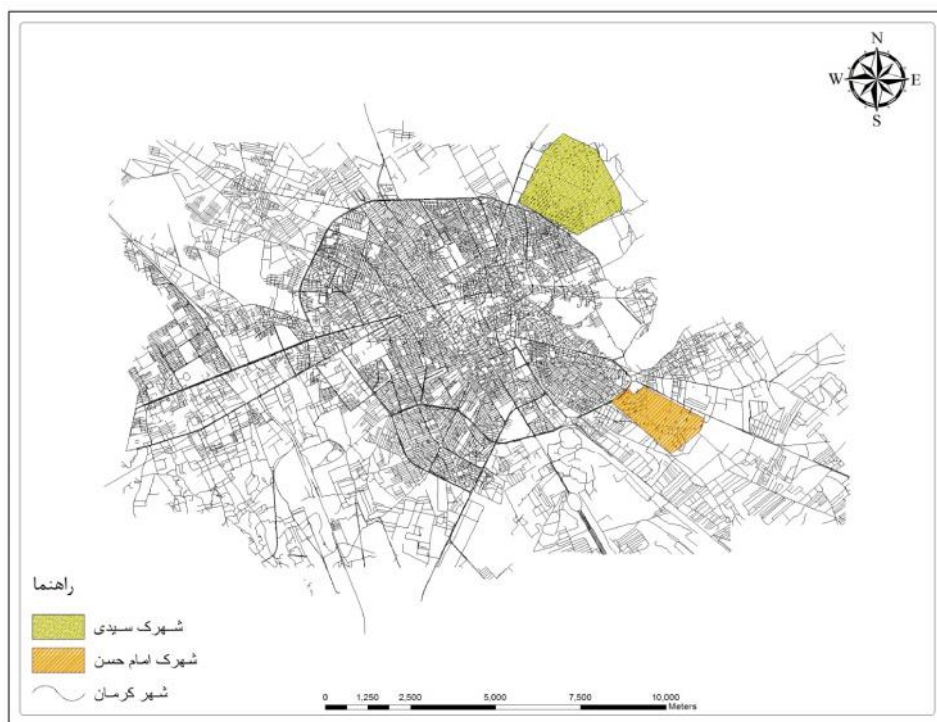 N
W E
S
راهنما
شهرک سیدی
شهرک امام حسن
شهر کرمان
0 1,250 2,500 5,000 7,500 10,000
Meters